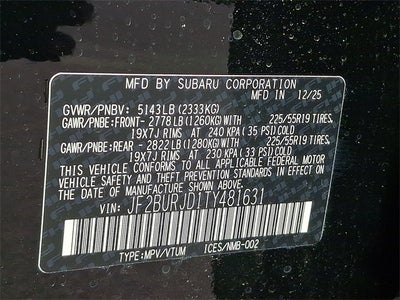 MFD BY SUBARU CORPORATION
MFD IN 12/25
GVWR/PNBV: 5143LB (2333KG)
GAWR/PNBE:FRONT- 2778LB (1260KG) WITH 225/55R19 TIRES,
19X7J RIMS AT 240 KPA (35 PSI) COLD
GAWR/PNBE:REAR - 2822LB (1280KG) WITH 225/55R19 TIRES,
19X7J RIMS AT 230 KPA (33 PSI) COLD
THIS VEHICLE CONFORMS TO ALL APPLICABLE FEDERAL MOTOR
VEHICLE SAFETY AND BUMPER STANDARDS IN EFFECT ON
THE DATE OF MANUFACTURE SHOWN ABOVE.
VIN: JF2BURJD1TY481631
TYPE:MPV/VTUM ICES/NMB-002